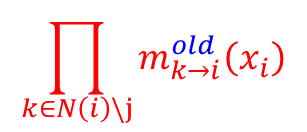 ∏ m^{old}_{k→i}(x_i)
k∈N(i)\j